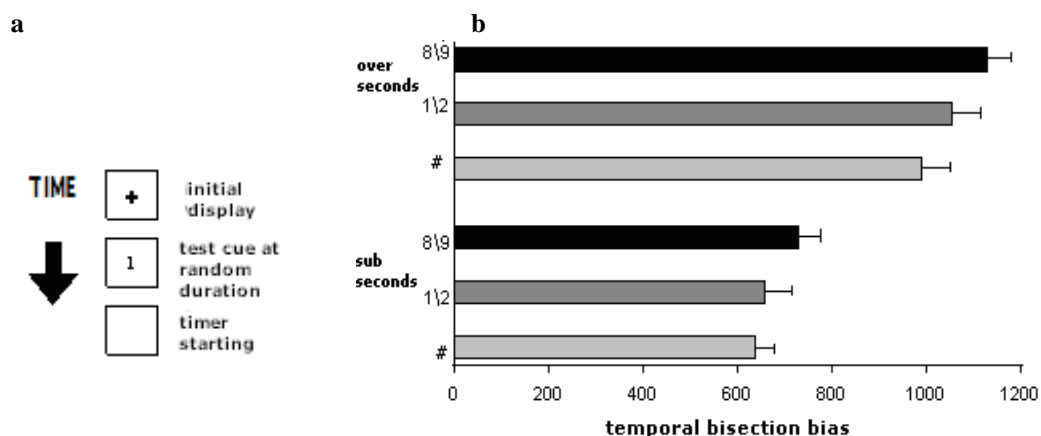 a
b
TIME
+
initial
display
1
test cue at
random
duration
timer
starting
over
seconds
8\9
1\2
#
sub
seconds
8\9
1\2
#
0 200 400 600 800 1000 1200
temporal bisection bias